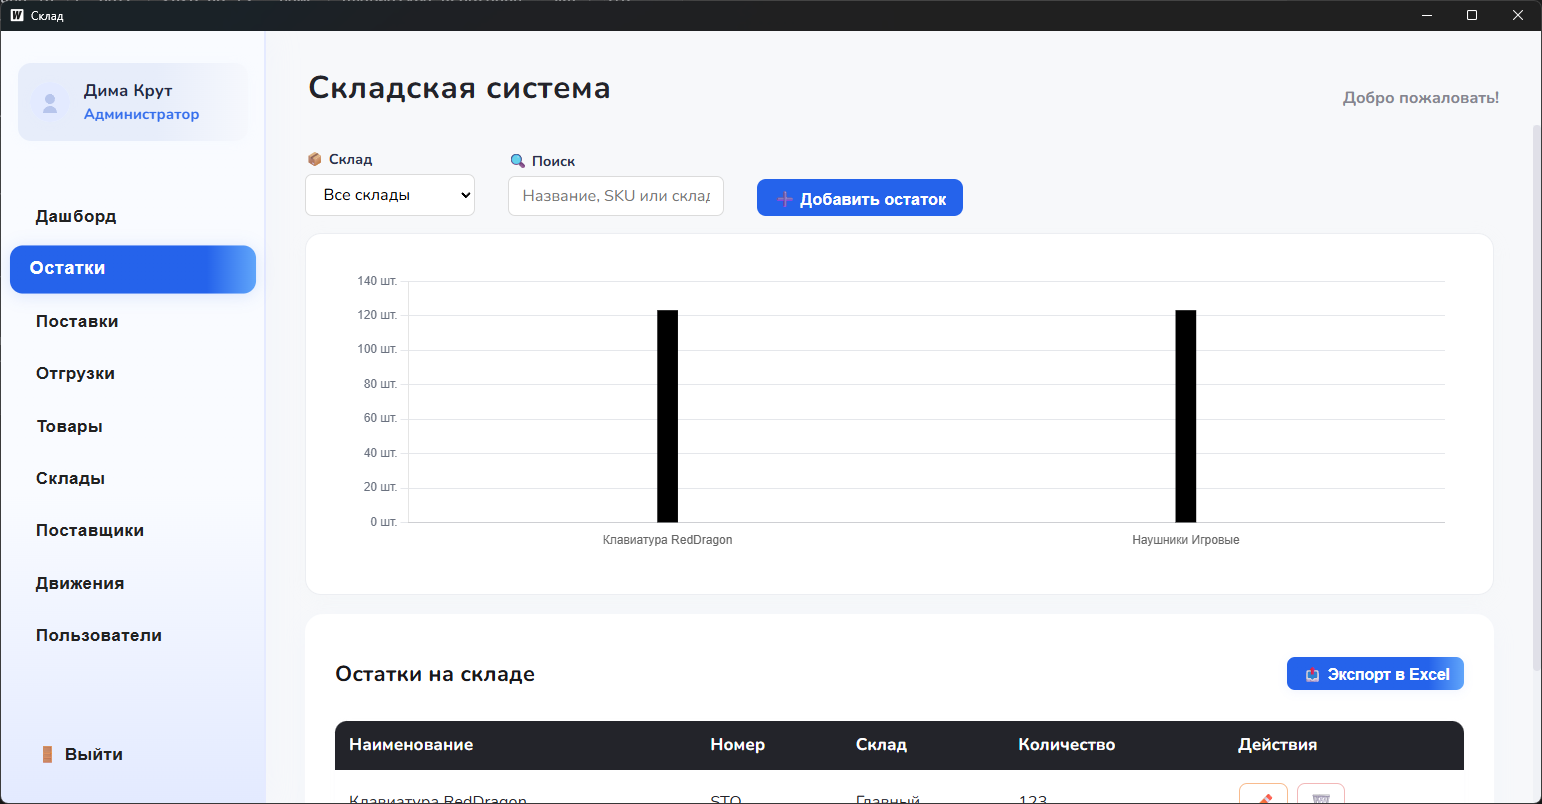 Склад
Дима Крут
Администратор
Дашборд
Остатки
Поставки
Отгрузки
Товары
Склады
Поставщики
Движения
Пользователи
Выйти
Складская система
Добро пожаловать!
Склад
Все склады
Поиск
Название, SKU или склад
Добавить остаток
140 шт.
120 шт.
100 шт.
80 шт.
60 шт.
40 шт.
20 шт.
0 шт.
Клавиатура RedDragon Наушники Игровые
Остатки на складе
Экспорт в Excel
Наименование Номер Склад Количество Действия
Клавиатура RedDragon STO Главный 123